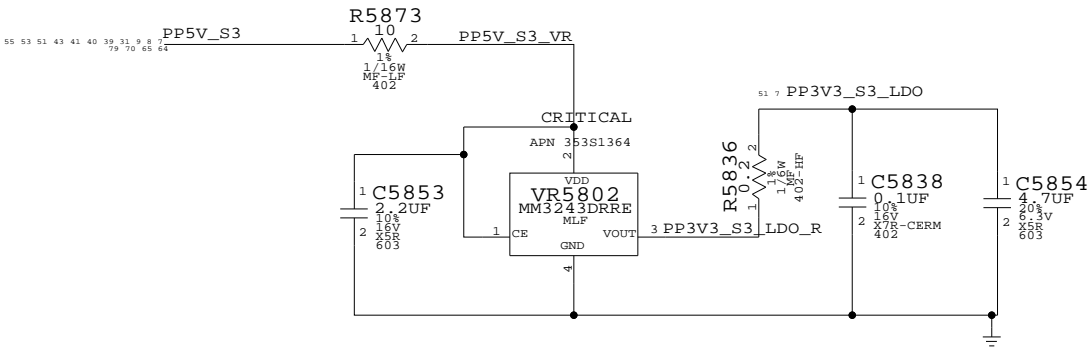 R5873
10
PP5V_S3
1
2
PP5V_S3_VR
55 53 51 43 41 40 39 31 9 8 7
79 70 65 64
1%
1/16W
MF-LF
402
51 7 PP3V3_S3_LDO
CRITICAL
APN 353S1364
2
VDD
VR5802
MM3243DRRE
MLF
1 CE
VOUT 3 PP3V3_S3_LDO_R
GND
4
1 C5853
2.2UF
10%
16V
2 X5R
603
R5836
0.2
1%
1/6W
MF
402-HF
2
1
1 C5838
0.1UF
10%
16V
2 X7R-CERM
402
1 C5854
4.7UF
20%
6.3V
2 X5R
603